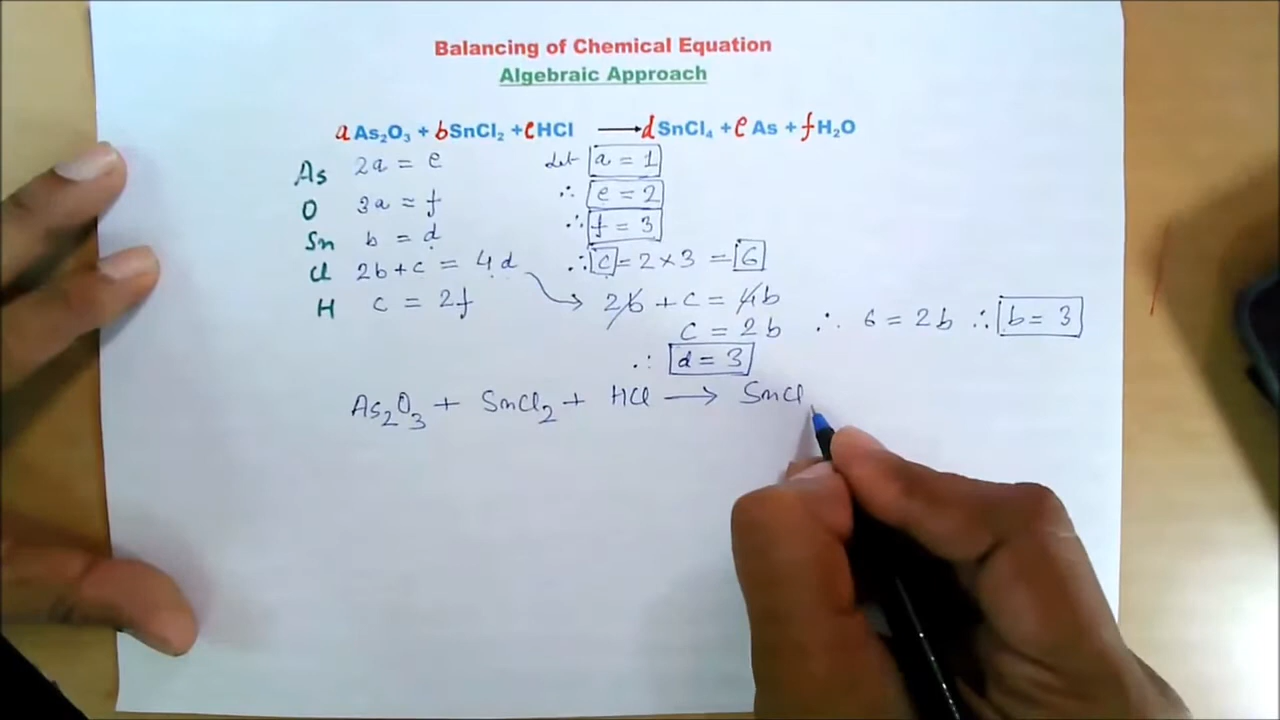 Balancing of Chemical Equation
Algebraic Approach
a As₂O₃ + b SnCl₂ + c HCl ⟶ d SnCl₄ + e As + f H₂O
As 2a = e let a = 1
O 3a = f ∴ e = 2
Sn b = d ∴ f = 3
Cl 2b+c = 4d ∴ c = 2×3 = 6
H c = 2f 2b + c = 4b
c = 2b ∴ 6 = 2b ∴ b = 3
∴ d = 3
As₂O₃ + SnCl₂ + HCl ⟶ SnCl